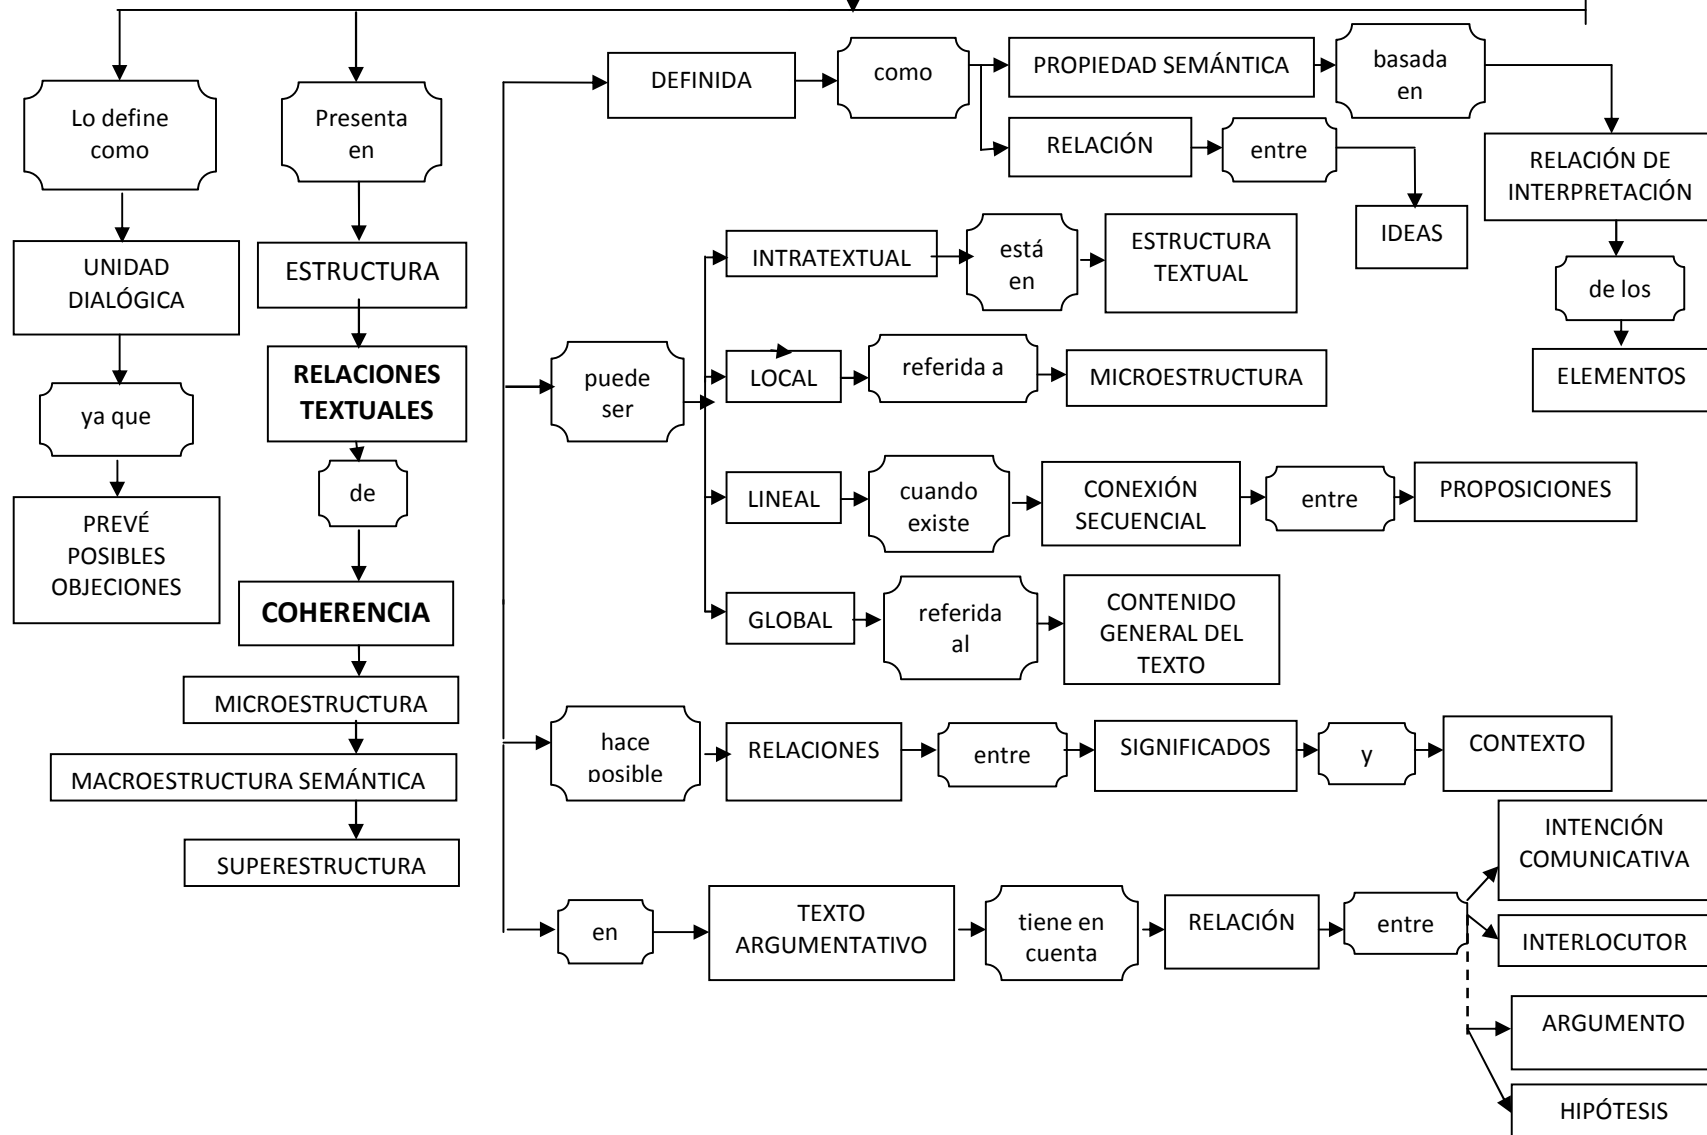 Lo define
como
UNIDAD
DIALÓGICA
ya que
PREVÉ
POSIBLES
OBJECIONES
Presenta
en
ESTRUCTURA
RELACIONES
TEXTUALES
de
COHERENCIA
MICROESTRUCTURA
MACROESTRUCTURA SEMÁNTICA
SUPERESTRUCTURA
DEFINIDA
como
PROPIEDAD SEMÁNTICA
basada
en
RELACIÓN DE
INTERPRETACIÓN
de los
ELEMENTOS
RELACIÓN
entre
IDEAS
puede
ser
INTRATEXTUAL
está
en
ESTRUCTURA
TEXTUAL
LOCAL
referida a
MICROESTRUCTURA
LINEAL
cuando
existe
CONEXIÓN
SECUENCIAL
entre
PROPOSICIONES
GLOBAL
referida
al
CONTENIDO
GENERAL DEL
TEXTO
hace
posible
RELACIONES
entre
SIGNIFICADOS
y
CONTEXTO
en
TEXTO
ARGUMENTATIVO
tiene en
cuenta
RELACIÓN
entre
INTENCIÓN
COMUNICATIVA
INTERLOCUTOR
ARGUMENTO
HIPÓTESIS